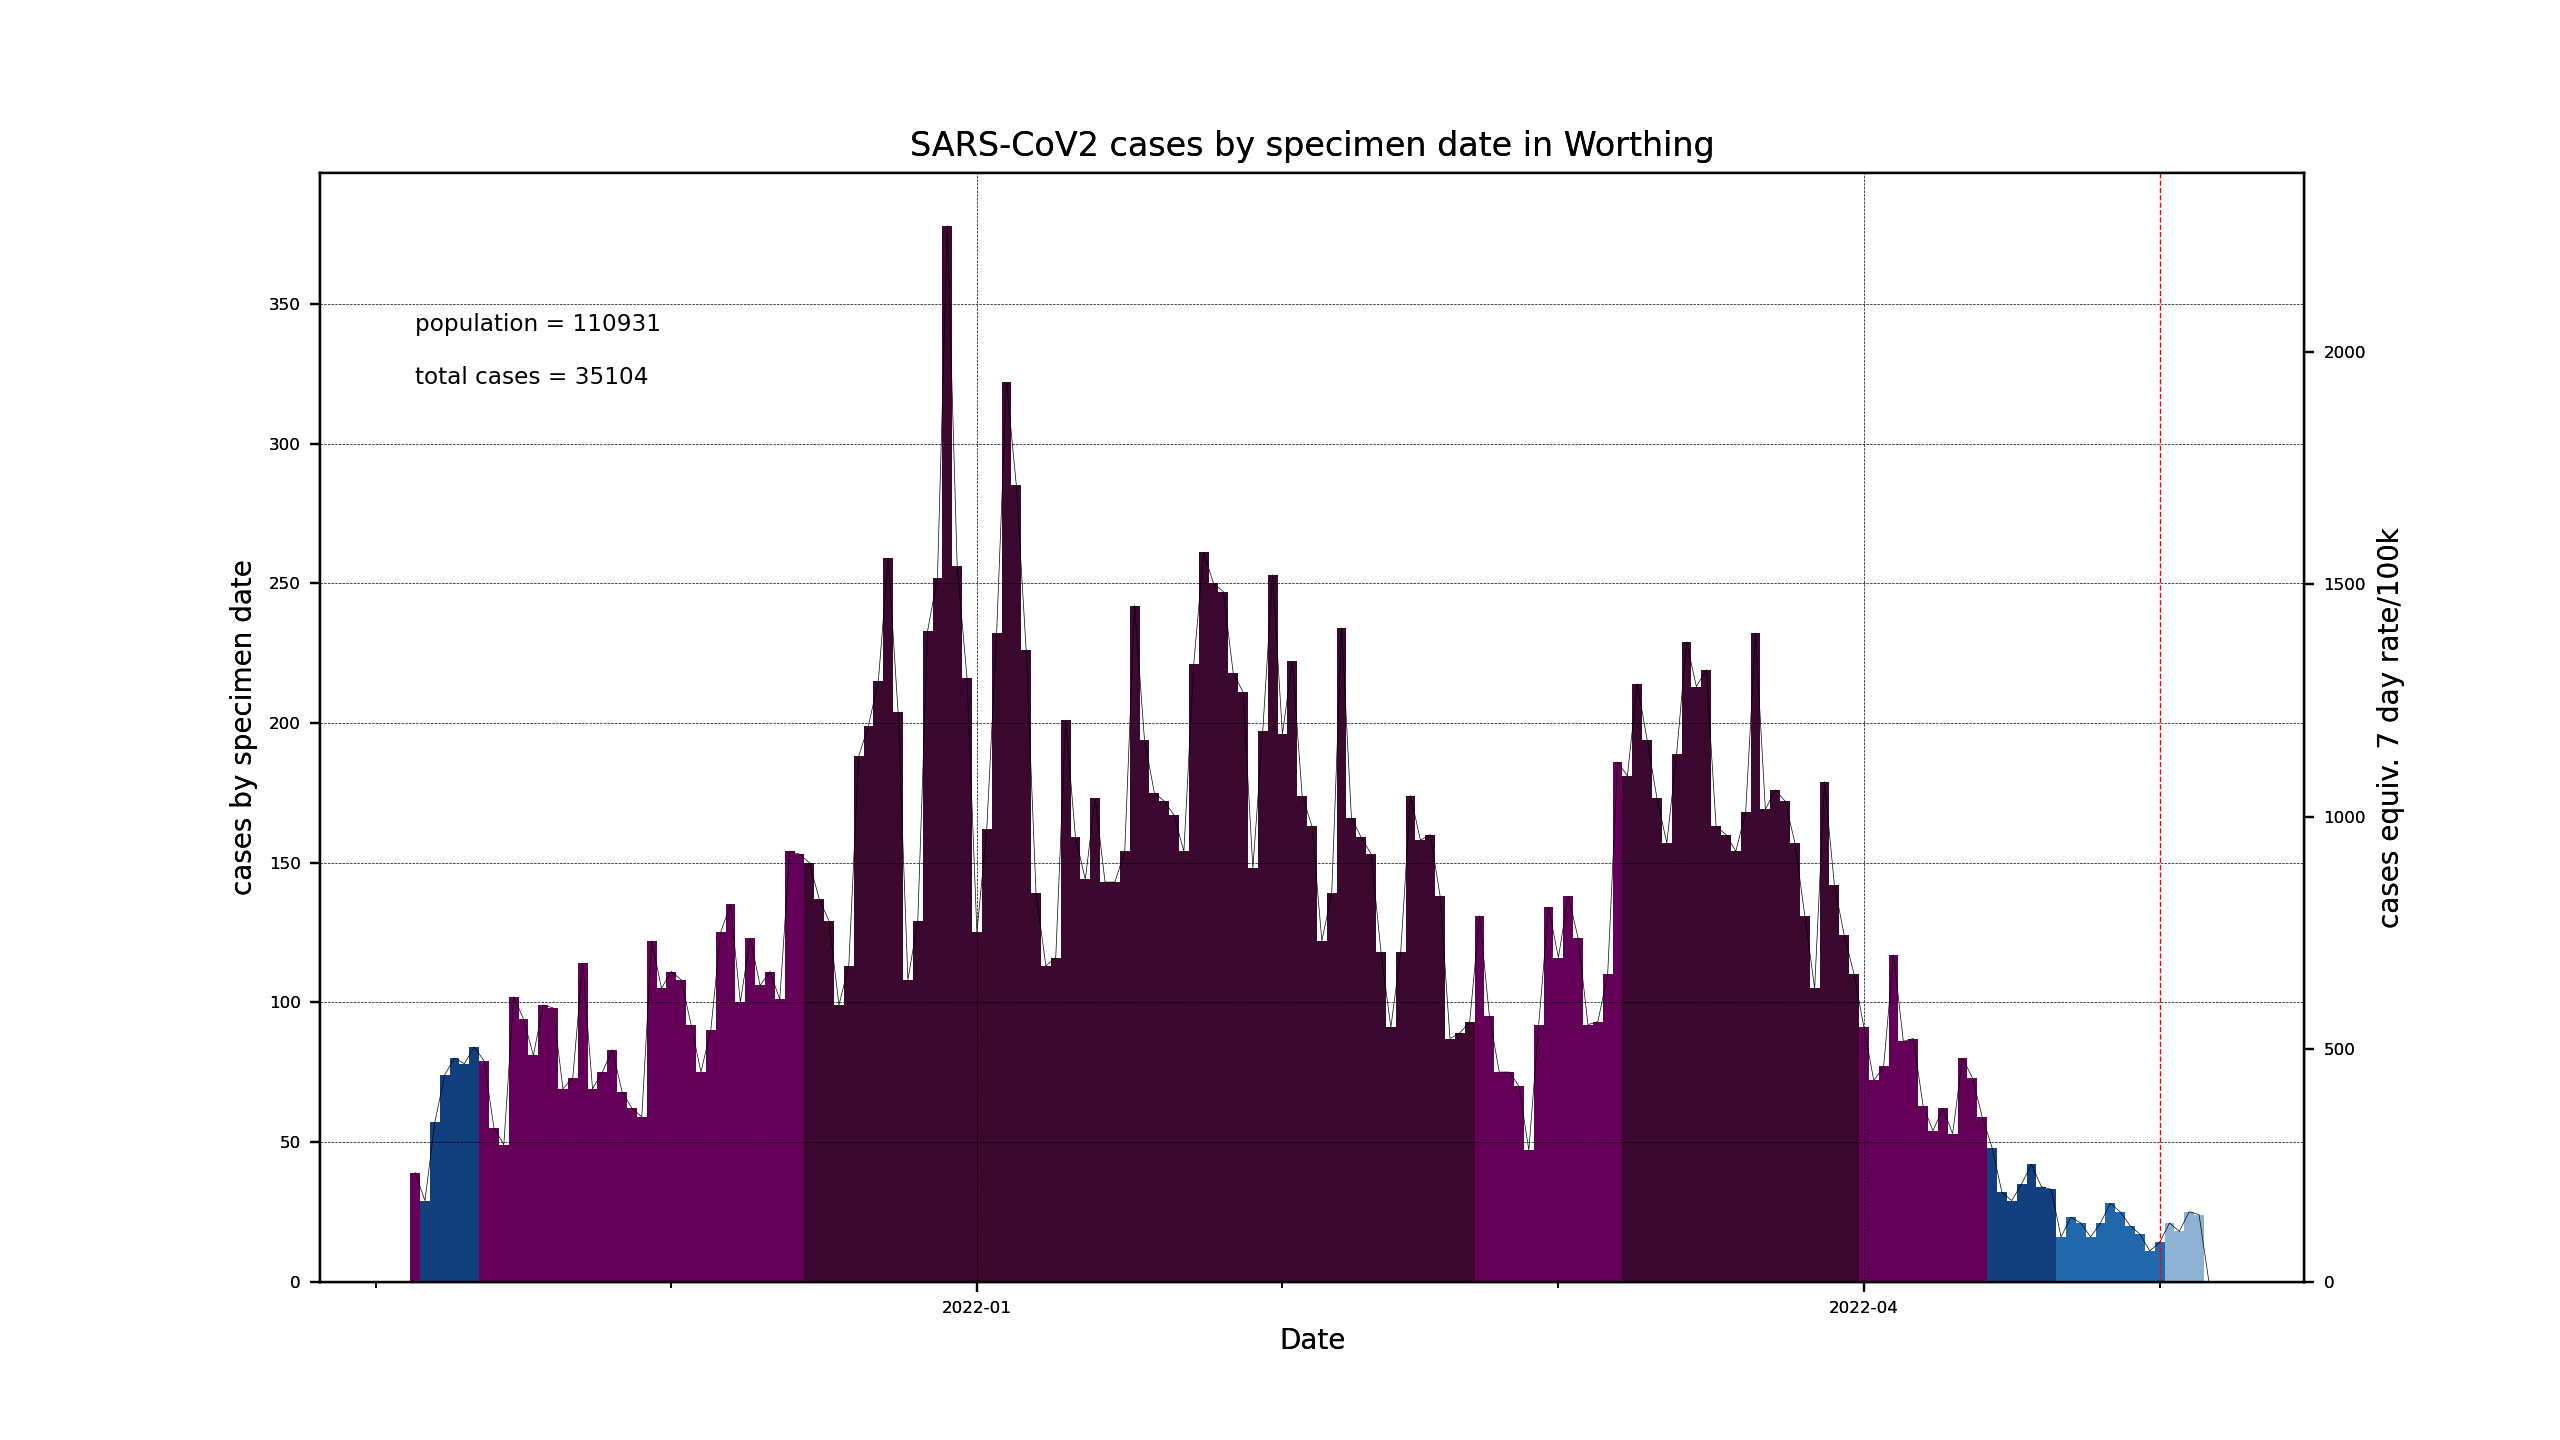 SARS-CoV2 cases by specimen date in Worthing
population = 110931
total cases = 35104
cases by specimen date
350
300
250
200
150
100
50
0
2000
1500
1000
500
0
cases equiv. 7 day rate/100k
2022-01
2022-04
Date